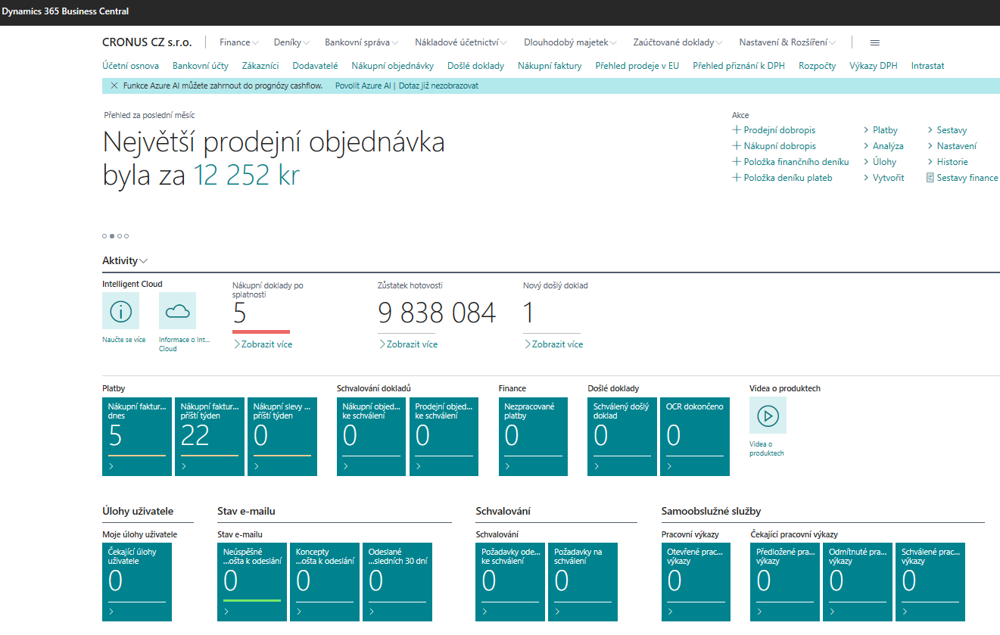 Dynamics 365 Business Central
CRONUS CZ s.r.o. Finance Deníky Bankovní správa Nákladové účetnictví Dlouhodobý majetek Zaúčtované doklady Nastavení & Rozšíření
Účetní osnova Bankovní účty Zákazníci Dodavatelé Nákupní objednávky Došlé doklady Nákupní faktury Přehled prodeje v EU Přehled přiznání k DPH Rozpočty Výkazy DPH Intrastat
Funkce Azure AI můžete zahrnout do prognózy cashflow. Povolit Azure AI | Dotaz již nezobrazovat
Přehled za poslední měsíc
Největší prodejní objednávka
byla za 12 252 kr
Akce
Prodejní dobropis Platby Sestavy
Nákupní dobropis Analýza Nastavení
Položka finančního deníku Úlohy Historie
Položka deníku plateb Vytvořit Sestavy finance
Aktivity
Intelligent Cloud
Naučte se více
Informace o Int...
Cloud
Nákupní doklady po
splatnosti
5
Zobrazit více
Zůstatek hotovosti
9 838 084
Zobrazit více
Nový došlý doklad
1
Zobrazit více
Platby
Nákupní faktur...
dnes
5
Nákupní faktur...
příští týden
22
Nákupní slevy ...
příští týden
0
Schvalování dokladů
Nákupní objed...
ke schválení
0
Prodejní objed...
ke schválení
0
Finance
Nezpracované
platby
0
Došlé doklady
Schválený došlý
doklad
0
OCR dokončeno
0
Videa o produktech
Videa o
produktech
Úlohy uživatele
Moje úlohy uživatele
Čekající úlohy
uživatele
0
Stav e-mailu
Stav e-mailu
Neúspěšné
...ošta k odeslání
0
Koncepty
...ošta k odeslání
0
Odeslané
...sledních 30 dní
0
Schvalování
Schvalování
Požadavky ode...
ke schválení
0
Požadavky na
schválení
0
Samoobslužné služby
Pracovní výkazy
Otevřené prac...
výkazy
0
Čekající pracovní výkazy
Předložené pra...
výkazy
0
Odmítnuté pra...
výkazy
0
Schválené prac...
výkazy
0